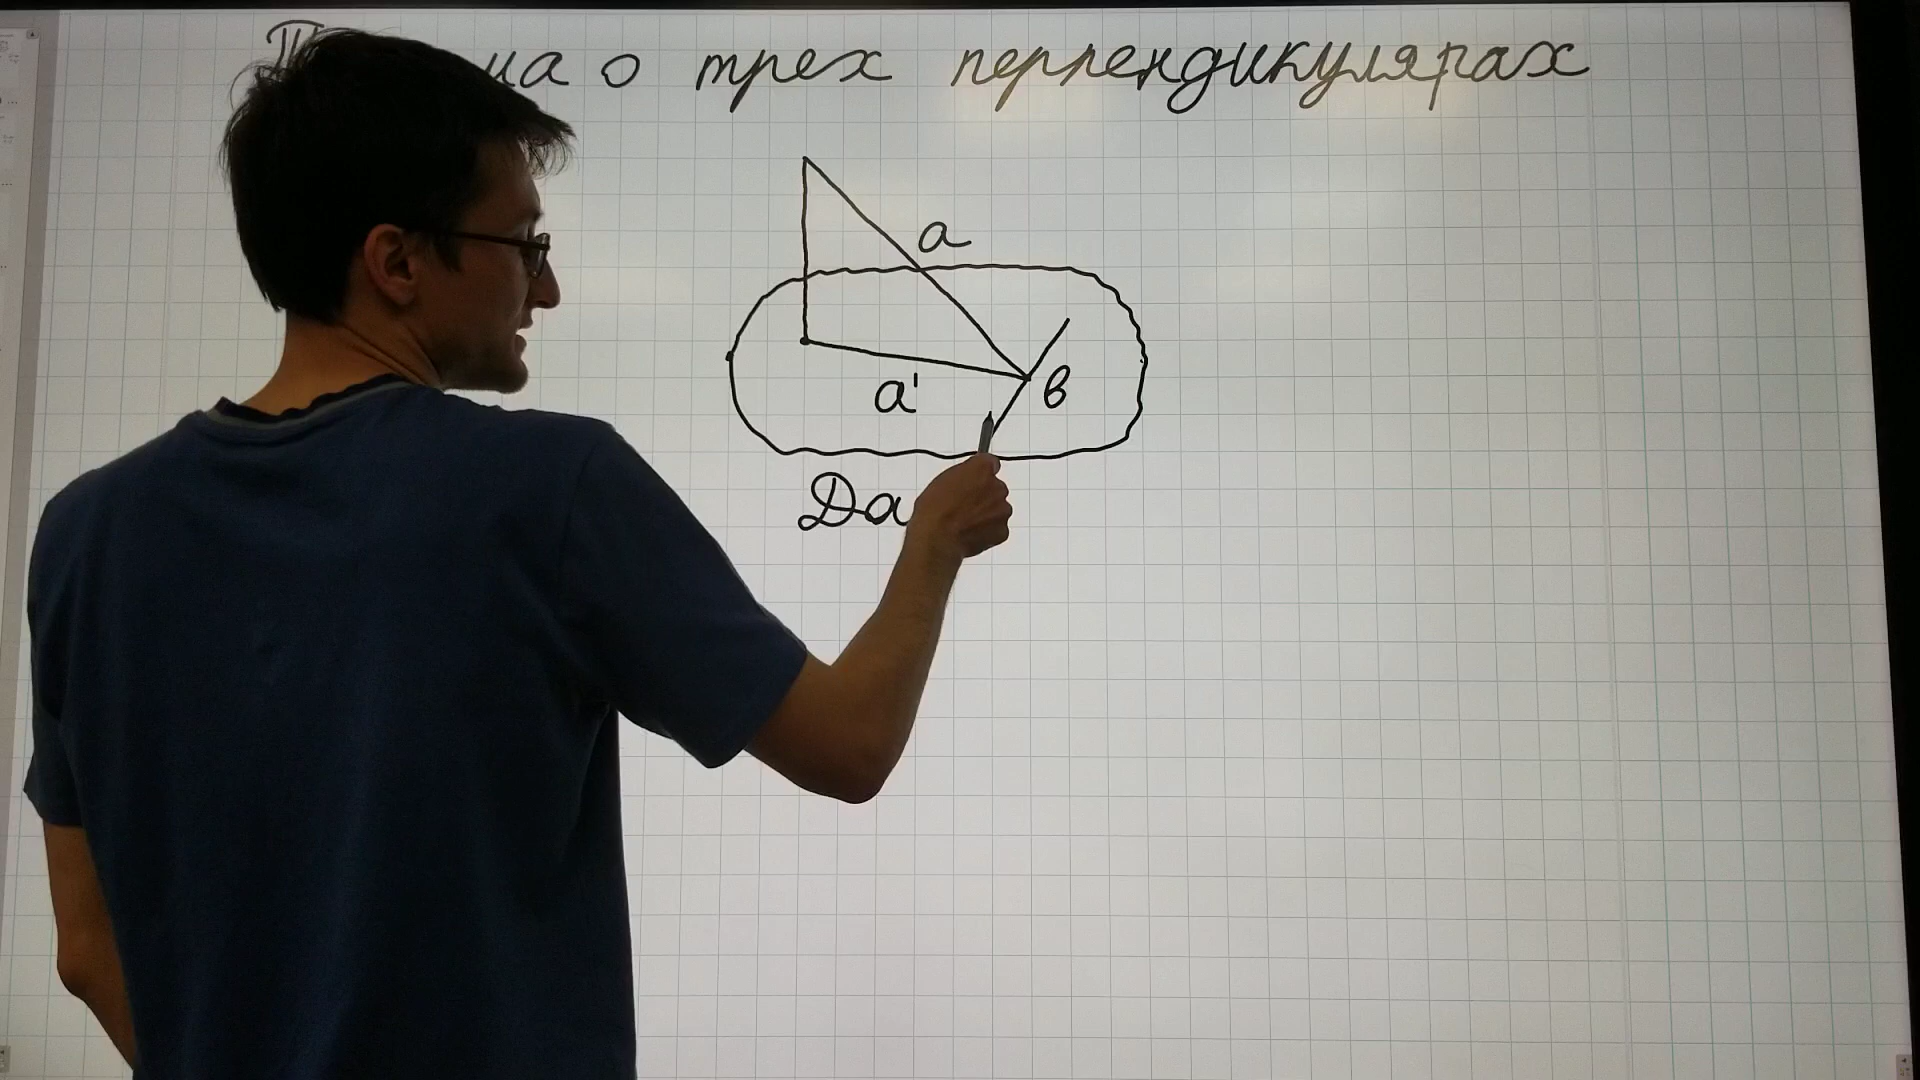 о трех перпендикулярах
a
a'
в
Да